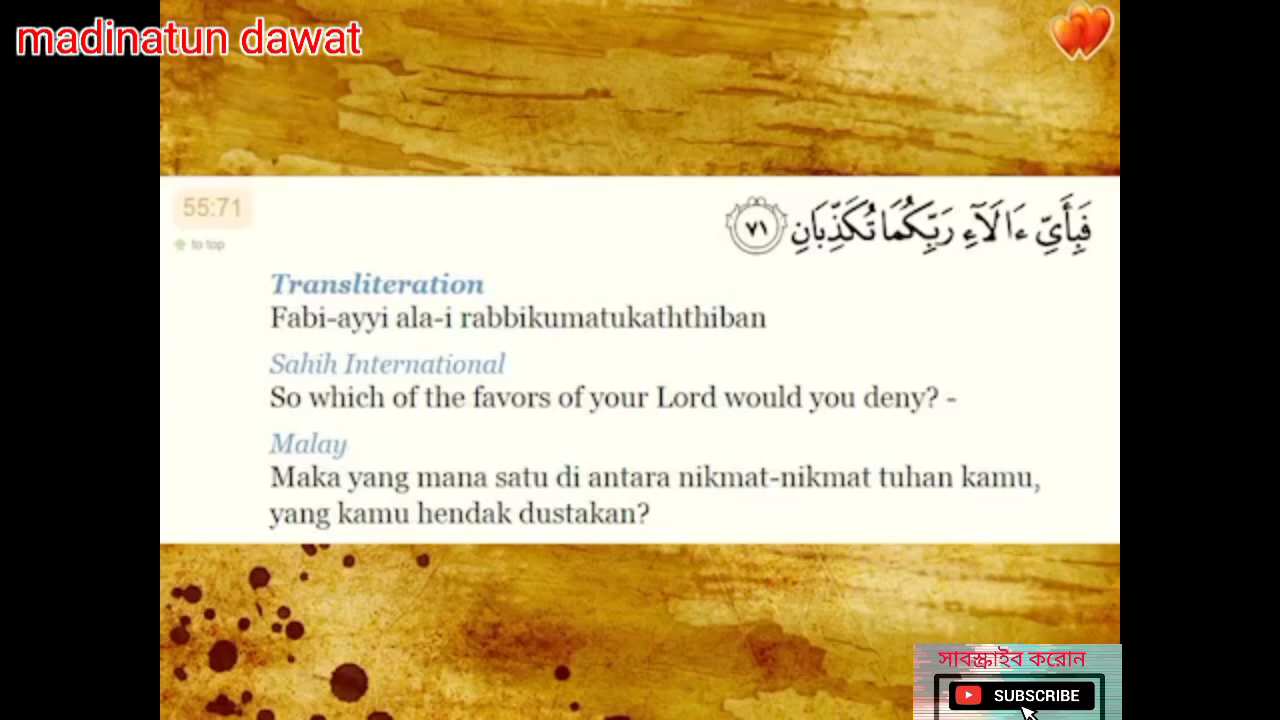 madinatun dawat
55:71
فَبِأَيِّ ءَالَآءِ رَبِّكُمَا تُكَذِّبَانِ ٧١
to top
Transliteration
Fabi-ayyi ala-i rabbikumatukaththiban
Sahih International
So which of the favors of your Lord would you deny? -
Malay
Maka yang mana satu di antara nikmat-nikmat tuhan kamu,
yang kamu hendak dustakan?
সাবস্ক্রাইব করোন
SUBSCRIBE